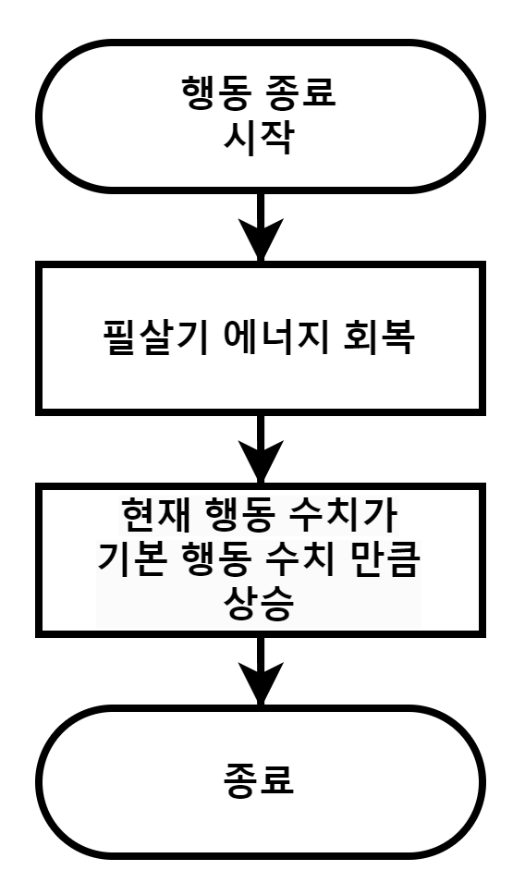 행동 종료
시작
필살기 에너지 회복
현재 행동 수치가
기본 행동 수치 만큼
상승
종료